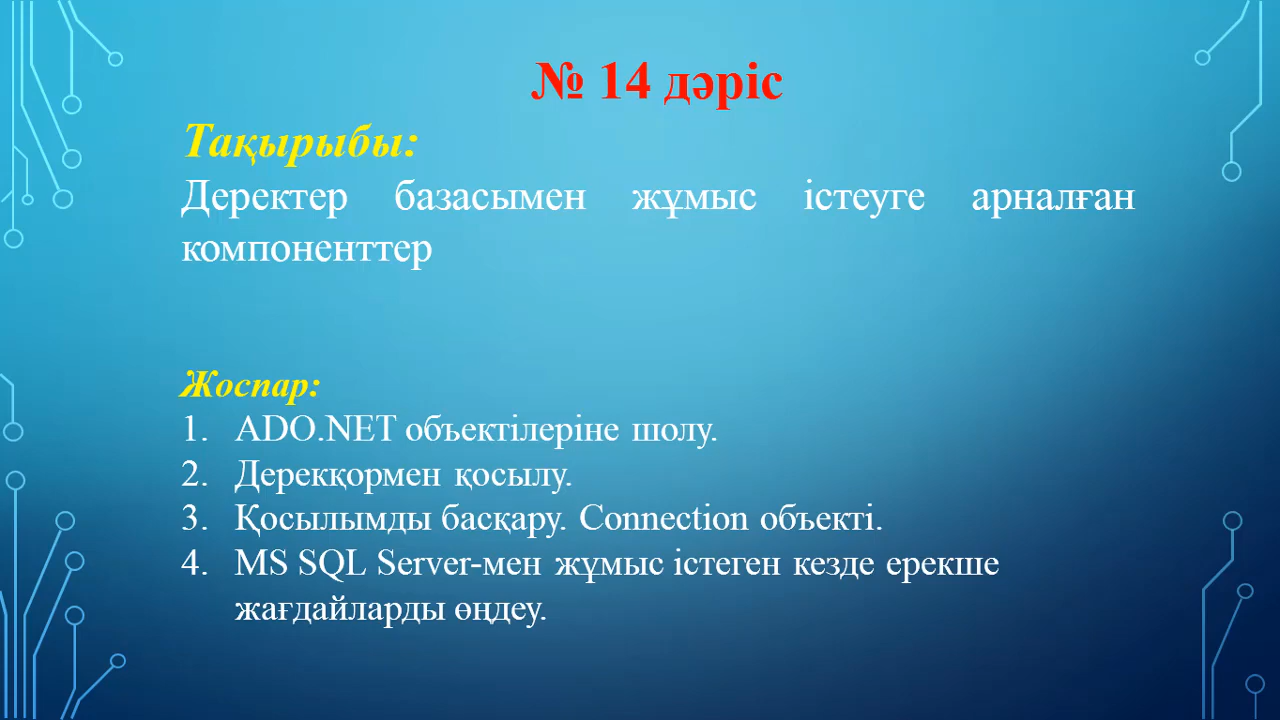 № 14 дәріс
Тақырыбы:
Деректер базасымен жұмыс істеуге арналған
компоненттер
Жоспар:
1. ADO.NET объектілеріне шолу.
2. Дерекқормен қосылу.
3. Қосылымды басқару. Connection объекті.
4. MS SQL Server-мен жұмыс істеген кезде ерекше
жағдайларды өңдеу.